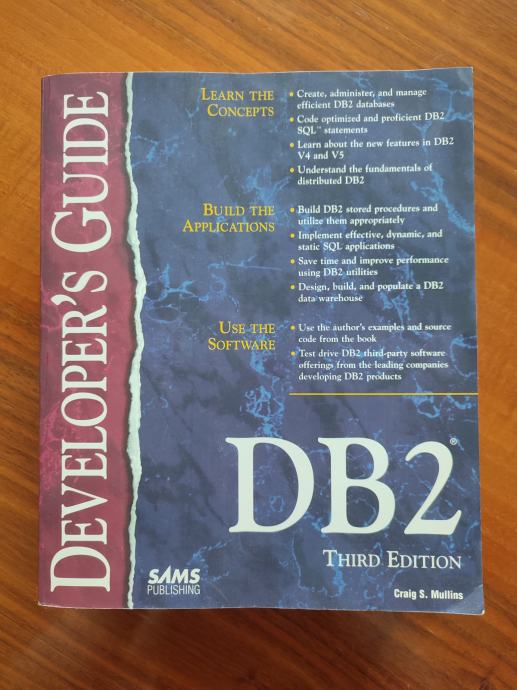 DEVELOPER'S GUIDE
LEARN THE
CONCEPTS
• Create, administer, and manage
efficient DB2 databases
• Code optimized and proficient DB2
SQL™ statements
• Learn about the new features in DB2
V4 and V5
• Understand the fundamentals of
distributed DB2
BUILD THE
APPLICATIONS
• Build DB2 stored procedures and
utilize them appropriately
• Implement effective, dynamic, and
static SQL applications
• Save time and improve performance
using DB2 utilities
• Design, build, and populate a DB2
data warehouse
USE THE
SOFTWARE
• Use the author's examples and source
code from the book
• Test drive DB2 third-party software
offerings from the leading companies
developing DB2 products
DB2®
THIRD EDITION
SAMS
PUBLISHING
Craig S. Mullins